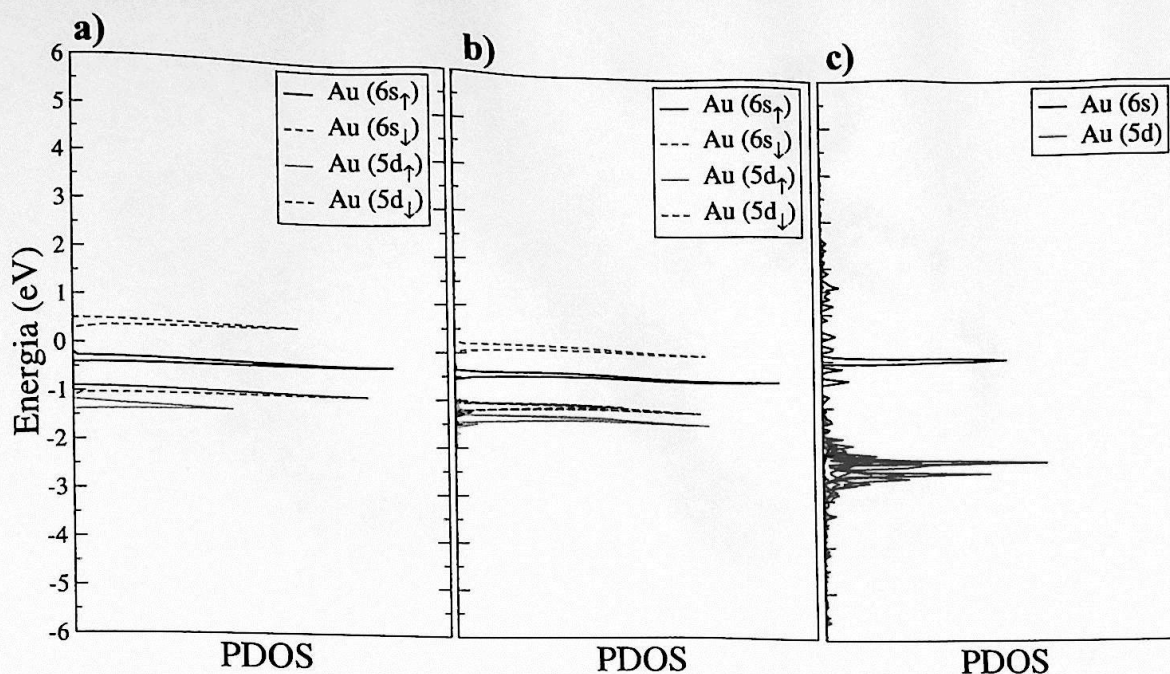 a)
Energia (eV)
6
5
4
3
2
1
0
-1
-2
-3
-4
-5
-6
Au (6s↑)
Au (6s↓)
Au (5d↑)
Au (5d↓)
PDOS
b)
Au (6s↑)
Au (6s↓)
Au (5d↑)
Au (5d↓)
PDOS
c)
Au (6s)
Au (5d)
PDOS